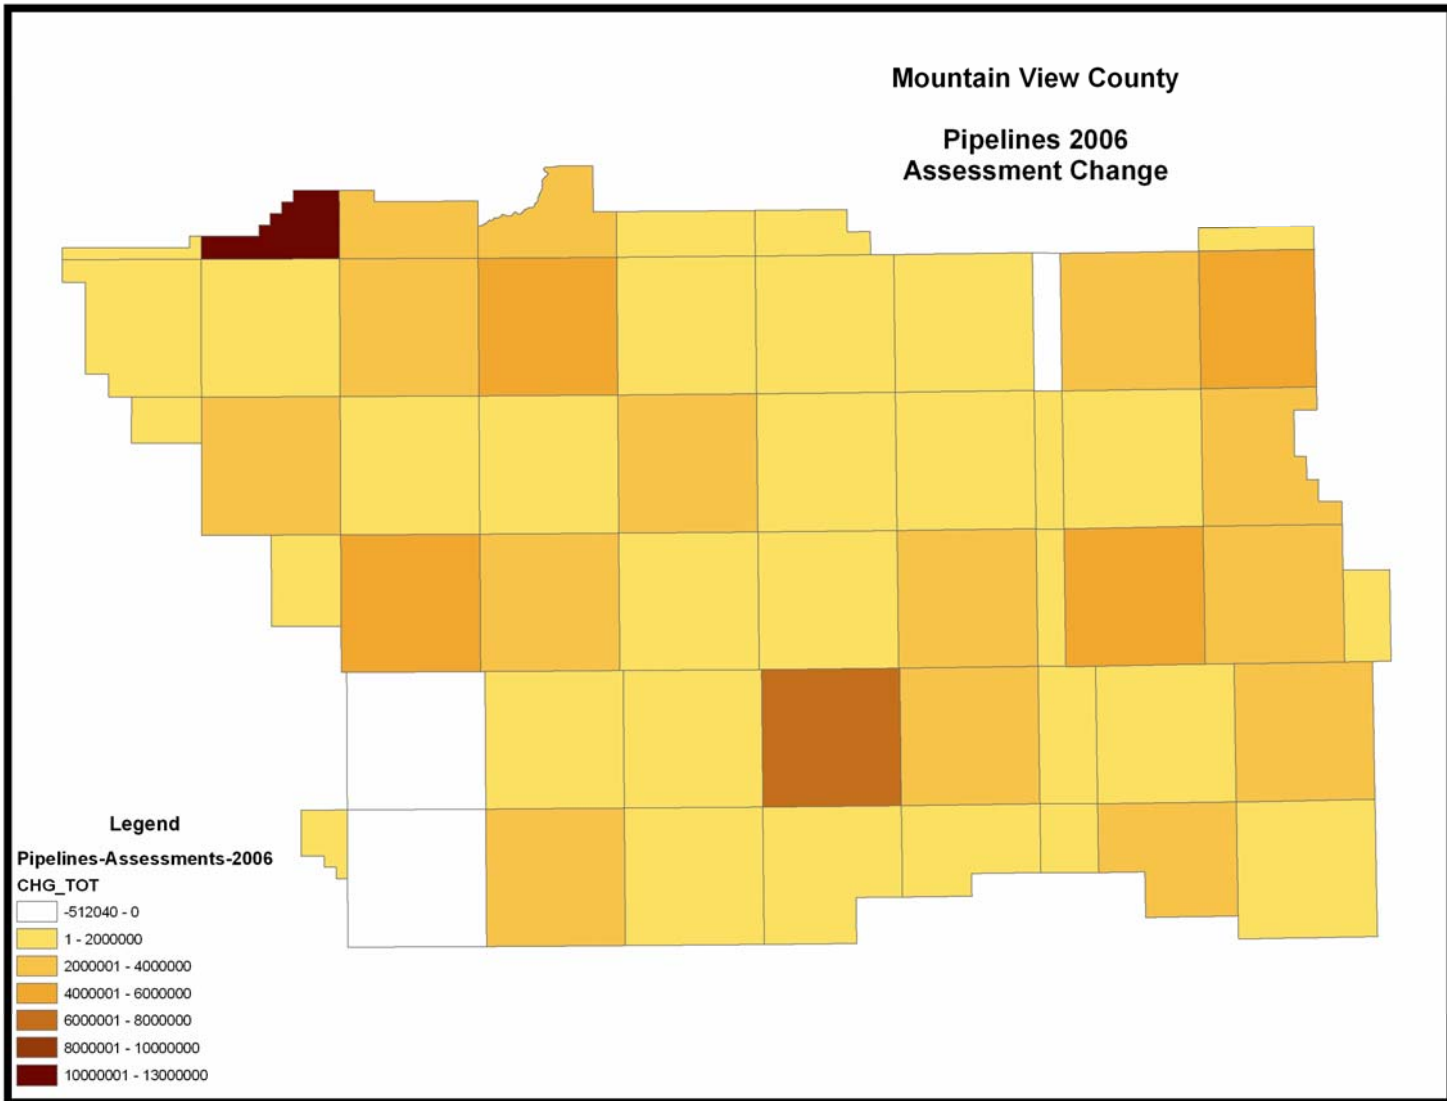 Mountain View County
Pipelines 2006
Assessment Change
Legend
Pipelines-Assessments-2006
CHG_TOT
-512040 - 0
1 - 2000000
2000001 - 4000000
4000001 - 6000000
6000001 - 8000000
8000001 - 10000000
10000001 - 13000000